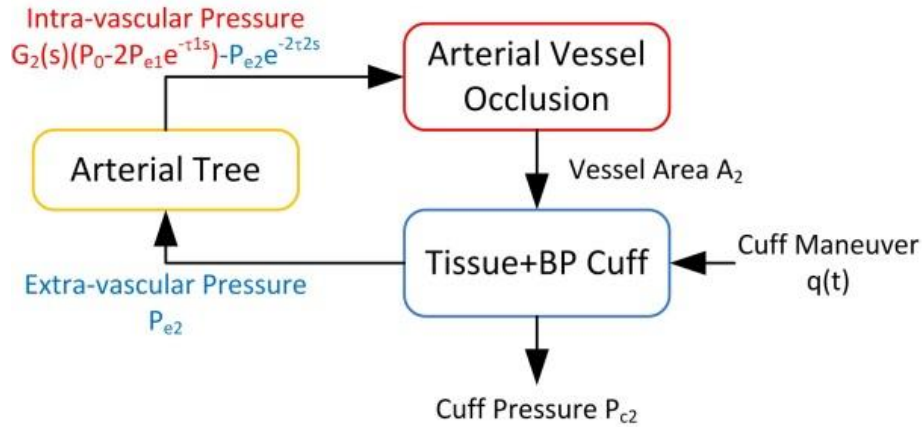 Intra-vascular Pressure
G₂(s)(P₀-2Pₑ₁e^-τ1s)-Pₑ₂e^-2τ2s
Arterial Vessel
Occlusion
Arterial Tree
Vessel Area A₂
Tissue+BP Cuff
Cuff Maneuver
q(t)
Extra-vascular Pressure
Pₑ₂
Cuff Pressure P_c2